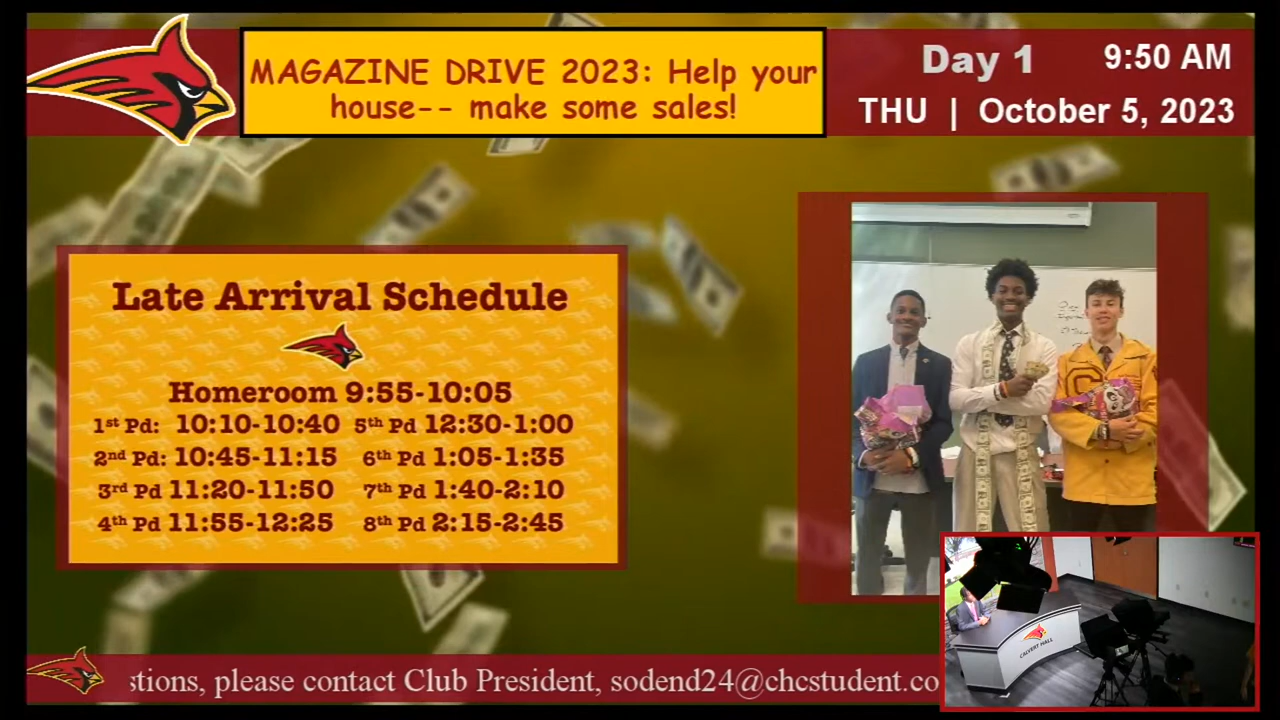 MAGAZINE DRIVE 2023: Help your
house-- make some sales!
Day 1 9:50 AM
THU | October 5, 2023
Late Arrival Schedule
Homeroom 9:55-10:05
1st Pd: 10:10-10:40 5th Pd 12:30-1:00
2nd Pd: 10:45-11:15 6th Pd 1:05-1:35
3rd Pd 11:20-11:50 7th Pd 1:40-2:10
4th Pd 11:55-12:25 8th Pd 2:15-2:45
C
CALVERT HALL
stions, please contact Club President, sodend24@chcstudent.co